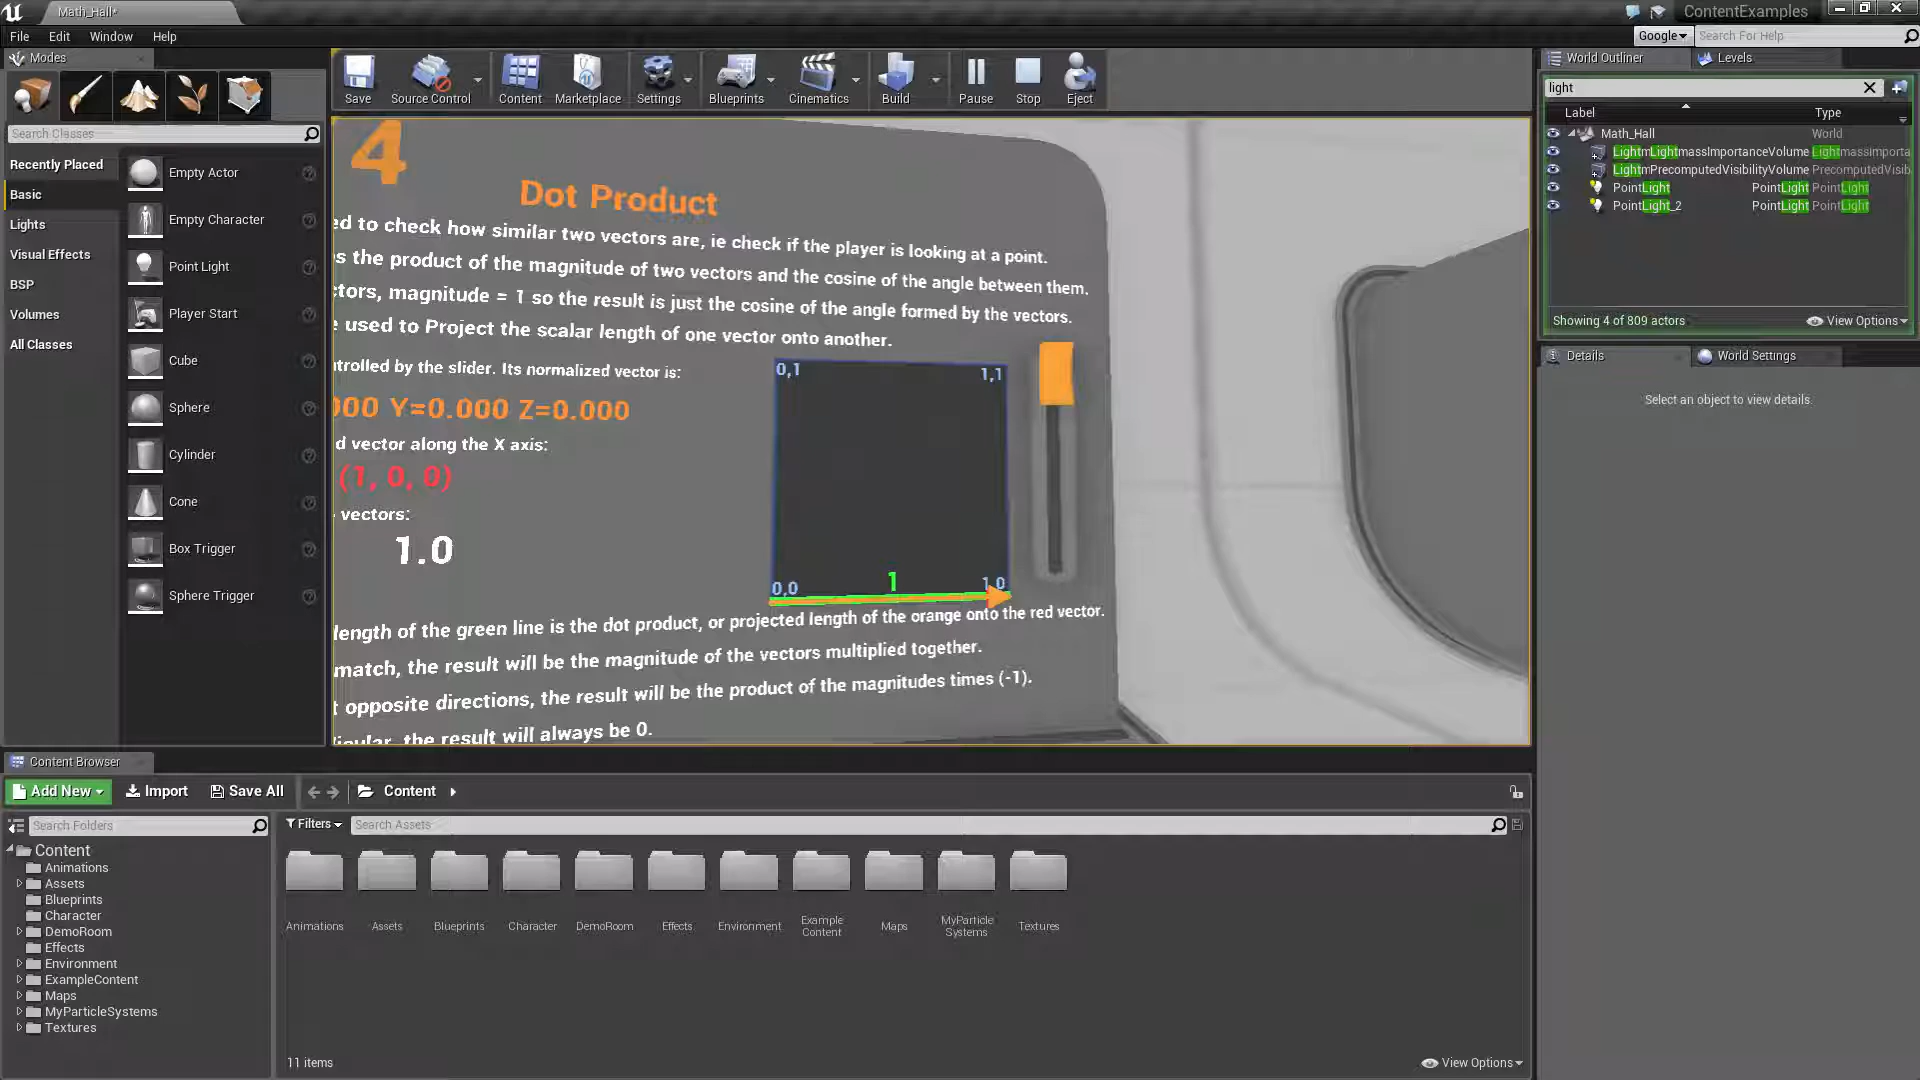 Math_Hall*
ContentExamples
File Edit Window Help
Google
Search For Help
Modes
Search Classes
Recently Placed
Basic
Lights
Visual Effects
BSP
Volumes
All Classes
Empty Actor
Empty Character
Point Light
Player Start
Cube
Sphere
Cylinder
Cone
Box Trigger
Sphere Trigger
Save
Source Control
Content
Marketplace
Settings
Blueprints
Cinematics
Build
Pause
Stop
Eject
4
Dot Product
ed to check how similar two vectors are, ie check if the player is looking at a point.
s the product of the magnitude of two vectors and the cosine of the angle between them.
ctors, magnitude = 1 so the result is just the cosine of the angle formed by the vectors.
e used to Project the scalar length of one vector onto another.
ntrolled by the slider. Its normalized vector is:
000 Y=0.000 Z=0.000
d vector along the X axis:
(1, 0, 0)
vectors:
1.0
0,1
1,1
0,0
1
1,0
length of the green line is the dot product, or projected length of the orange onto the red vector.
match, the result will be the magnitude of the vectors multiplied together.
t opposite directions, the result will be the product of the magnitudes times (-1).
the result will always be 0.
World Outliner
Levels
light
Label
Type
Math_Hall
World
LightmLightmassImportanceVolume Lightmassimporta
LightmPrecomputedVisibilityVolume PrecomputedVisib
PointLight PointLight PointLight
PointLight_2 PointLight PointLight
Showing 4 of 809 actors
View Options
Details
World Settings
Select an object to view details.
Content Browser
Add New
Import
Save All
Content
Search Folders
Filters
Search Assets
Content
Animations
Assets
Blueprints
Character
DemoRoom
Effects
Environment
ExampleContent
Maps
MyParticleSystems
Textures
Animations
Assets
Blueprints
Character
DemoRoom
Effects
Environment
Example Content
Maps
MyParticle Systems
Textures
11 items
View Options